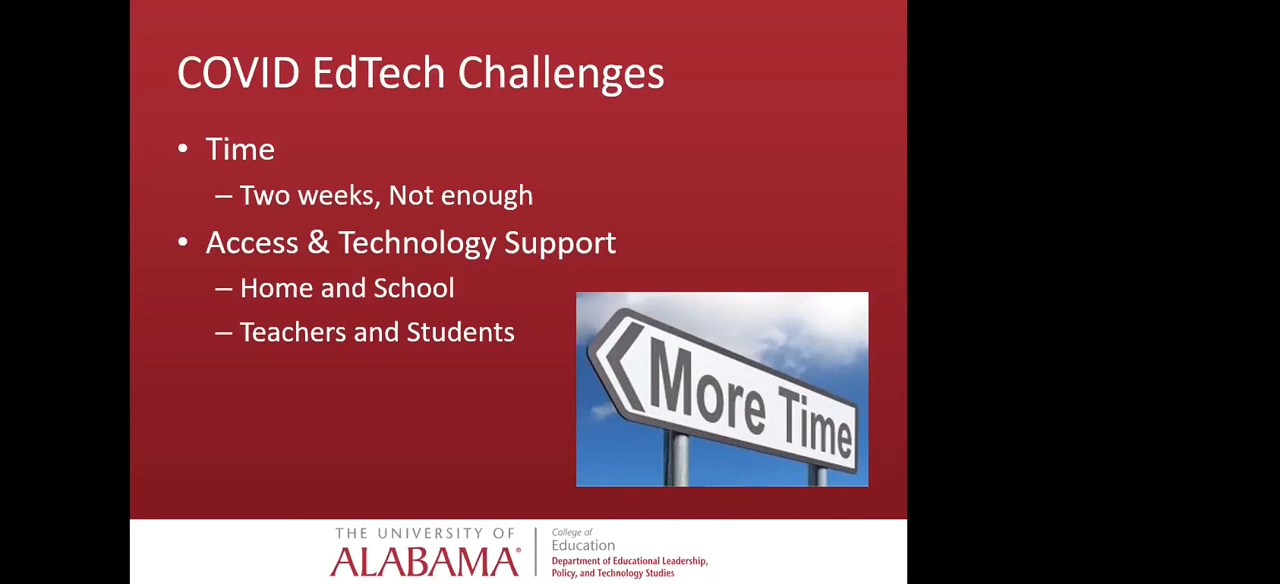 COVID EdTech Challenges
• Time
– Two weeks, Not enough
• Access & Technology Support
– Home and School
– Teachers and Students
More Time
THE UNIVERSITY OF
ALABAMA®
College of
Education
Department of Educational Leadership,
Policy, and Technology Studies